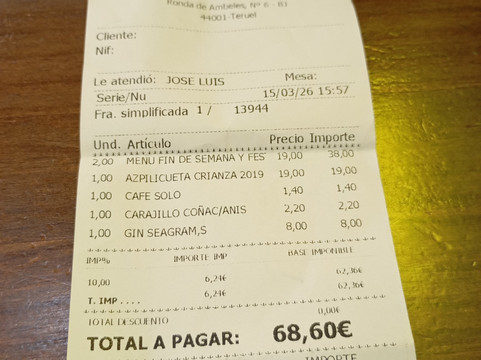 Ronda de Ambeles, Nº 6 - BJ
44001-Teruel
Cliente:
Nif:
Le atendió: JOSE LUIS Mesa:
Serie/Nu 15/03/26 15:57
Fra. simplificada 1 / 13944
Und. Artículo Precio Importe
2,00 MENU FIN DE SEMANA Y FES 19,00 38,00
1,00 AZPILICUETA CRIANZA 2019 19,00 19,00
1,00 CAFE SOLO 1,40 1,40
1,00 CARAJILLO COÑAC/ANIS 2,20 2,20
1,00 GIN SEAGRAM,S 8,00 8,00
IMP% IMPORTE IMP BASE IMPONIBLE
10,00 6,24€ 62,36€
T. IMP . . . . 6,24€ 62,36€
TOTAL DESCUENTO 0,00€
TOTAL A PAGAR: 68,60€
IMPORTE